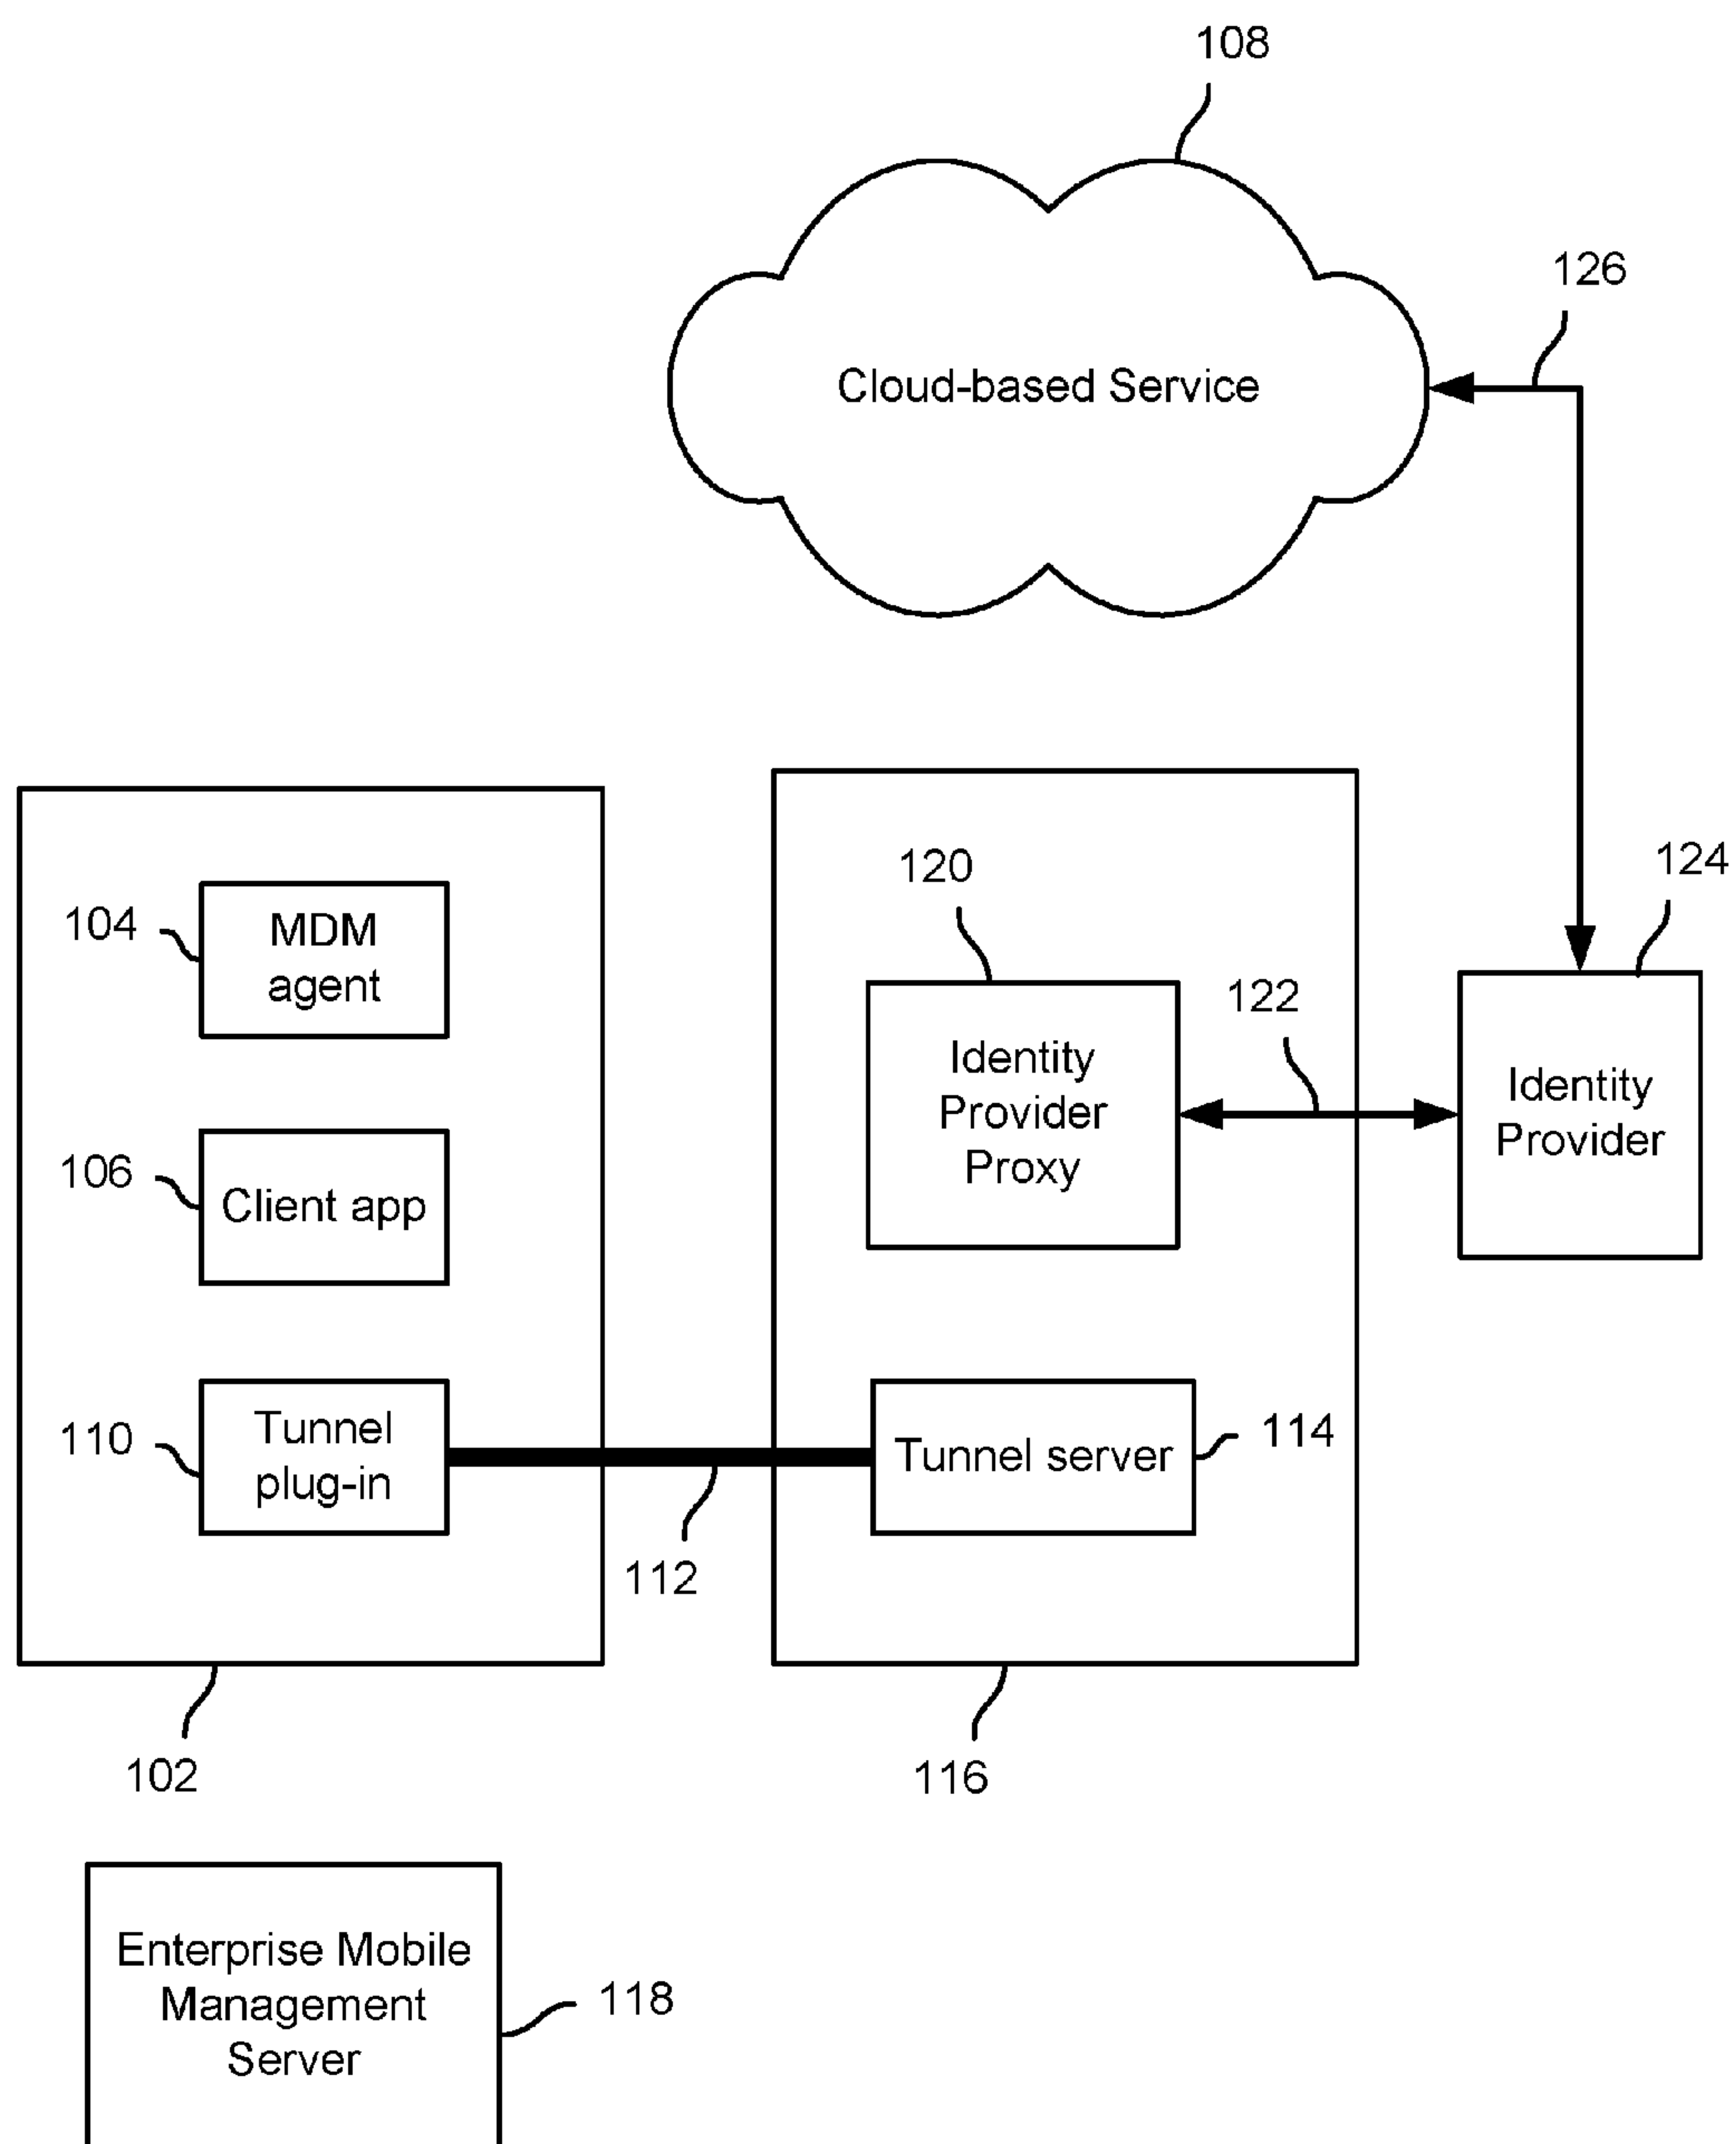 108
126
Cloud-based Service
124
120
104
MDM
agent
122
Identity
Provider
Proxy
Identity
Provider
106
Client app
110
Tunnel
plug-in
Tunnel server
114
112
102
116
Enterprise Mobile
Management
Server
118